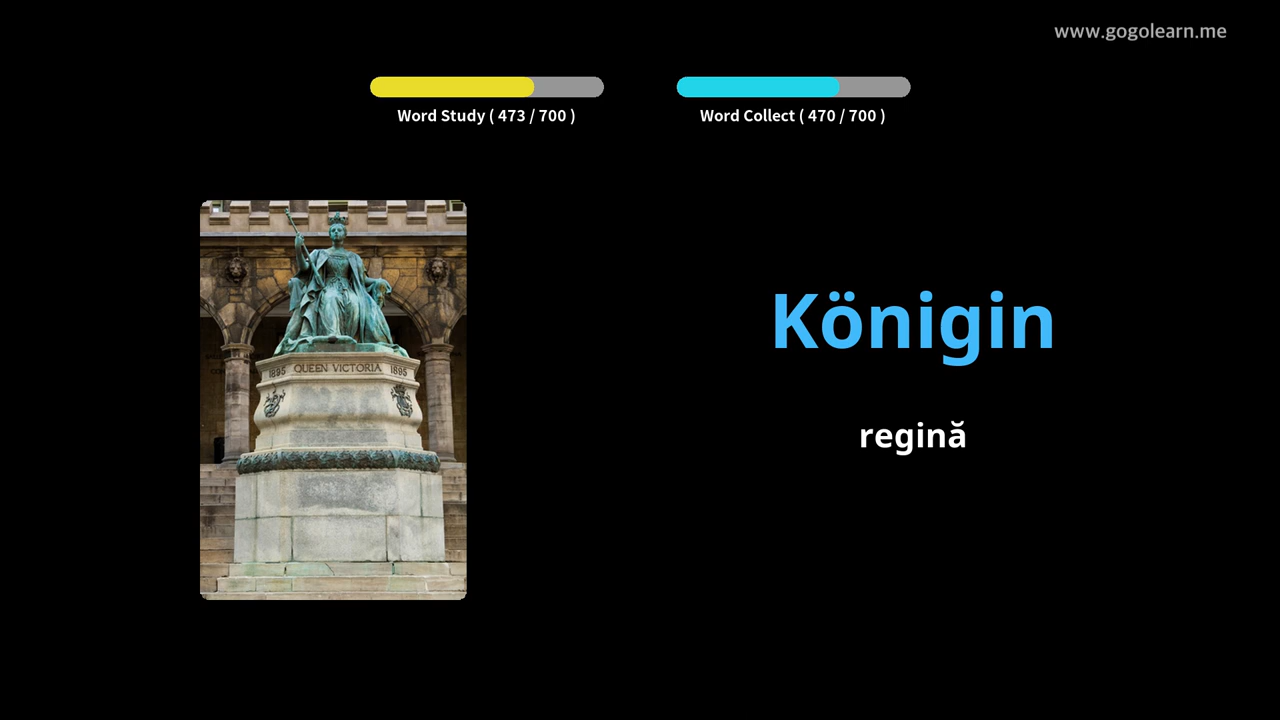 www.gogolearn.me
Word Study ( 473 / 700 )
Word Collect ( 470 / 700 )
1895 QUEEN VICTORIA 1895
Königin
regină